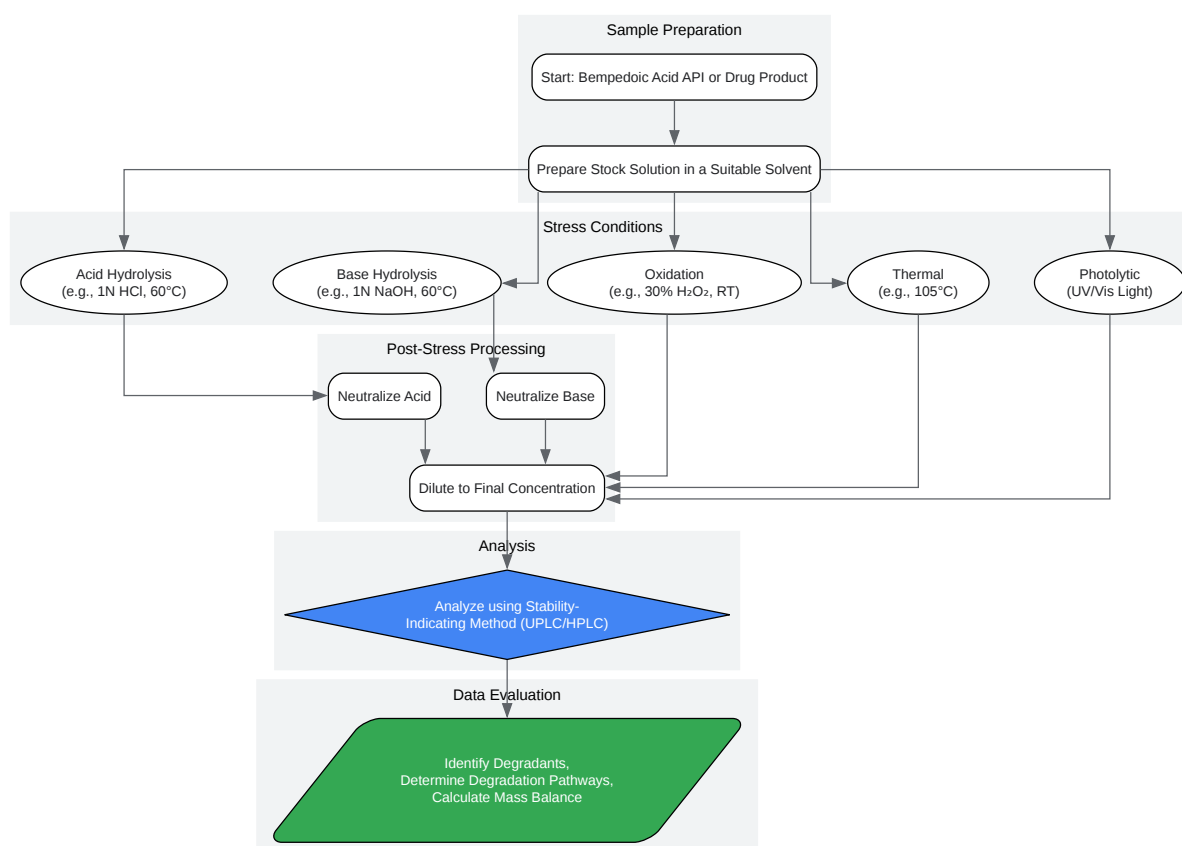 Sample Preparation
Start: Bempedoic Acid API or Drug Product
Prepare Stock Solution in a Suitable Solvent
Stress Conditions
Acid Hydrolysis
(e.g., 1N HCl, 60°C)
Base Hydrolysis
(e.g., 1N NaOH, 60°C)
Oxidation
(e.g., 30% H₂O₂, RT)
Thermal
(e.g., 105°C)
Photolytic
(UV/Vis Light)
Post-Stress Processing
Neutralize Acid
Neutralize Base
Dilute to Final Concentration
Analysis
Analyze using Stability-
Indicating Method (UPLC/HPLC)
Data Evaluation
Identify Degradants,
Determine Degradation Pathways,
Calculate Mass Balance